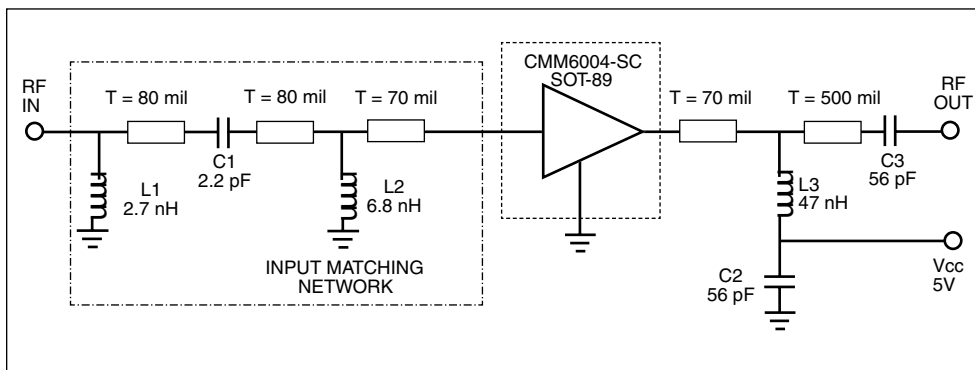 CMM6004-SC
SOT-89
RF
IN
T = 80 mil
T = 80 mil
T = 70 mil
T = 70 mil
T = 500 mil
RF
OUT
C1
2.2 pF
C3
56 pF
L1
2.7 nH
L2
6.8 nH
L3
47 nH
INPUT MATCHING
NETWORK
C2
56 pF
Vcc
5V